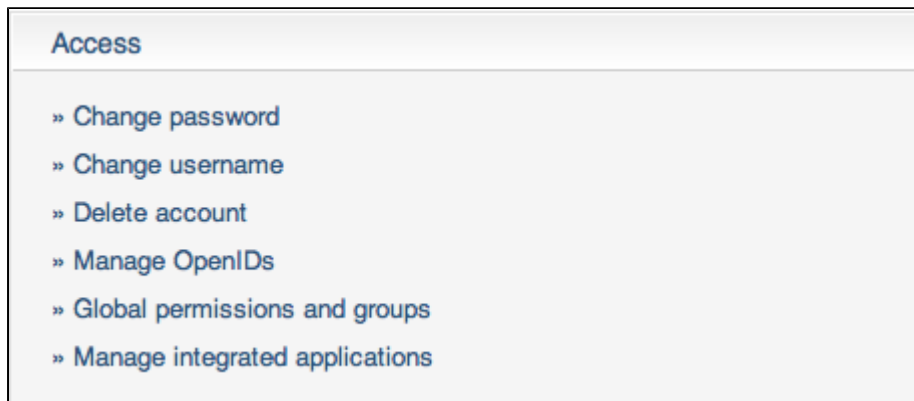 Access
» Change password
» Change username
» Delete account
» Manage OpenIDs
» Global permissions and groups
» Manage integrated applications